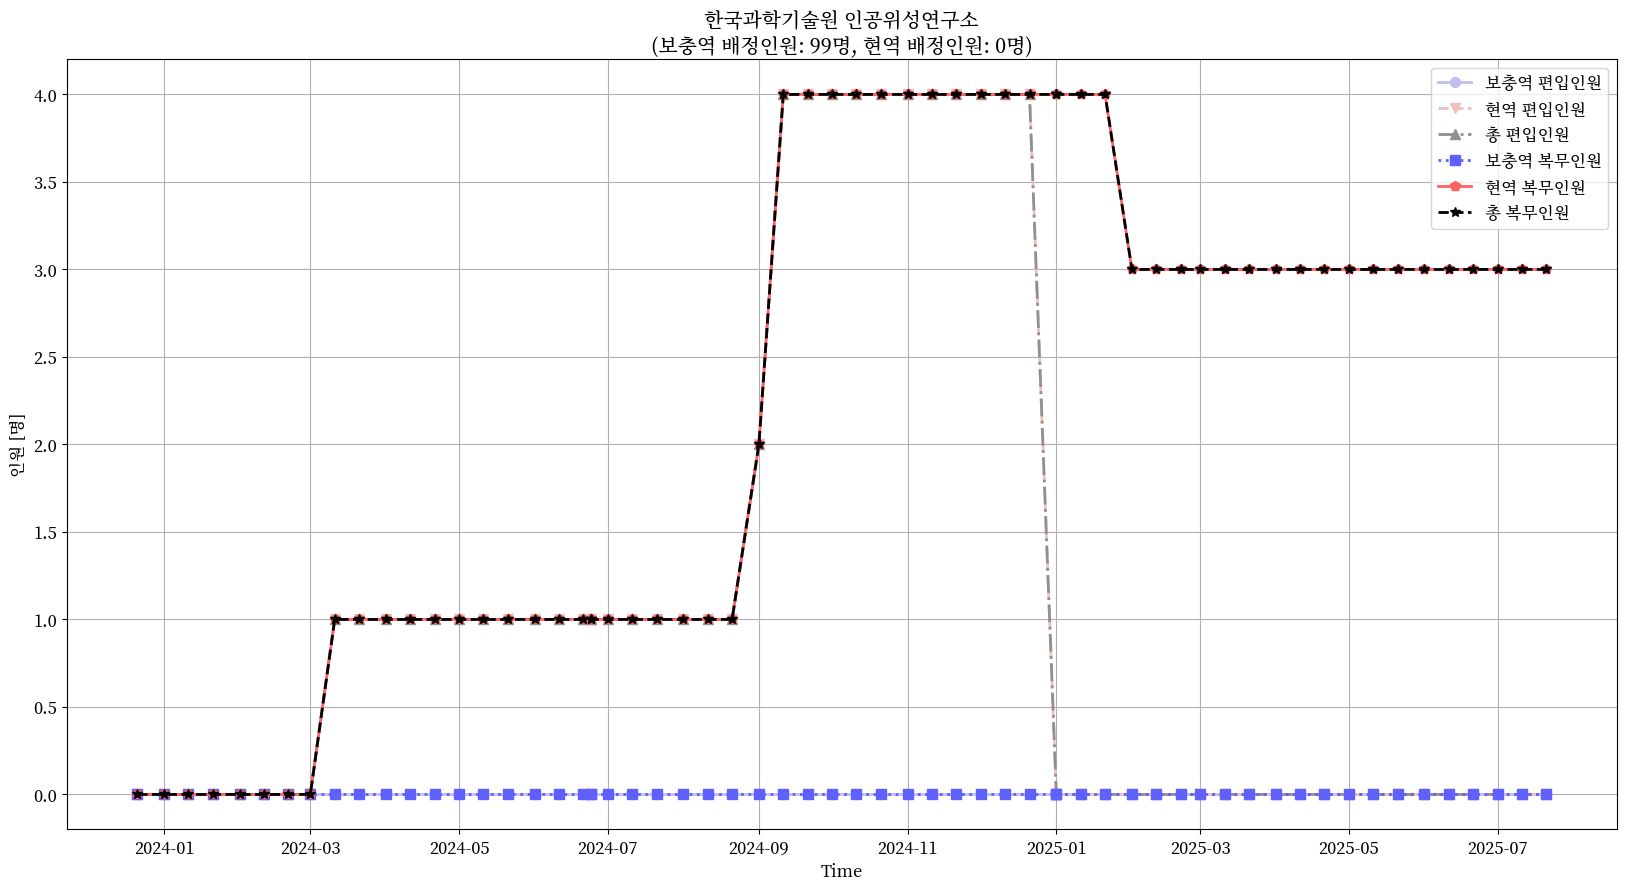 한국과학기술원 인공위성연구소
(보충역 배정인원: 99명, 현역 배정인원: 0명)
보충역 편입인원
현역 편입인원
총 편입인원
보충역 복무인원
현역 복무인원
총 복무인원
인원 [명]
4.0
3.5
3.0
2.5
2.0
1.5
1.0
0.5
0.0
2024-01
2024-03
2024-05
2024-07
2024-09
2024-11
2025-01
2025-03
2025-05
2025-07
Time